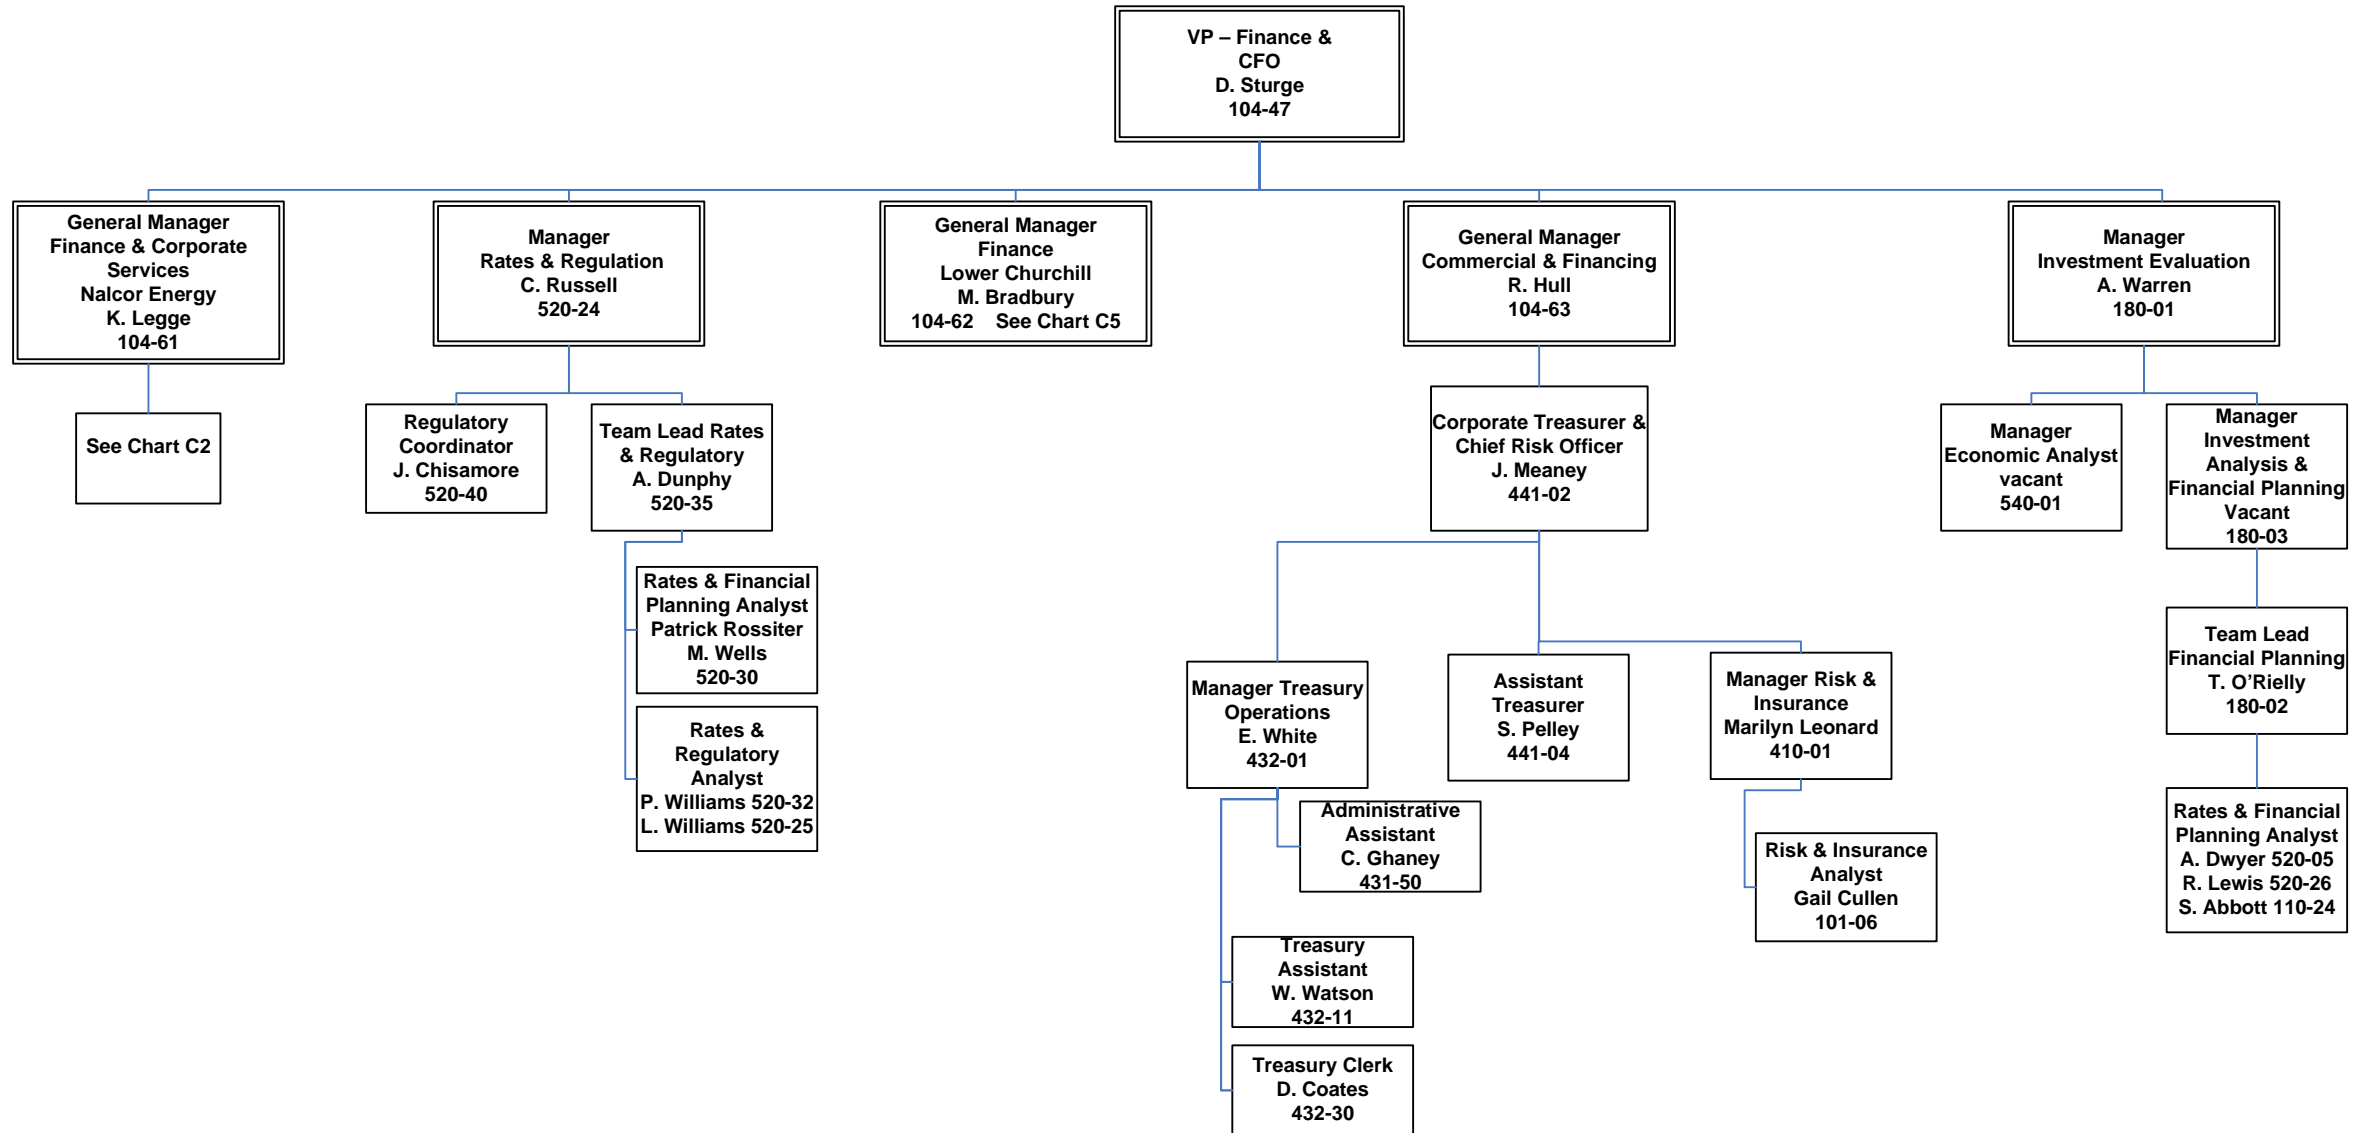 VP – Finance &
CFO
D. Sturge
104-47
General Manager
Finance & Corporate
Services
Nalcor Energy
K. Legge
104-61
Manager
Rates & Regulation
C. Russell
520-24
General Manager
Finance
Lower Churchill
M. Bradbury
104-62 See Chart C5
General Manager
Commercial & Financing
R. Hull
104-63
Manager
Investment Evaluation
A. Warren
180-01
See Chart C2
Regulatory
Coordinator
J. Chisamore
520-40
Team Lead Rates
& Regulatory
A. Dunphy
520-35
Corporate Treasurer &
Chief Risk Officer
J. Meaney
441-02
Manager
Economic Analyst
vacant
540-01
Manager
Investment
Analysis &
Financial Planning
Vacant
180-03
Rates & Financial
Planning Analyst
Patrick Rossiter
M. Wells
520-30
Rates &
Regulatory
Analyst
P. Williams 520-32
L. Williams 520-25
Manager Treasury
Operations
E. White
432-01
Assistant
Treasurer
S. Pelley
441-04
Manager Risk &
Insurance
Marilyn Leonard
410-01
Team Lead
Financial Planning
T. O’Rielly
180-02
Administrative
Assistant
C. Ghaney
431-50
Risk & Insurance
Analyst
Gail Cullen
101-06
Rates & Financial
Planning Analyst
A. Dwyer 520-05
R. Lewis 520-26
S. Abbott 110-24
Treasury
Assistant
W. Watson
432-11
Treasury Clerk
D. Coates
432-30